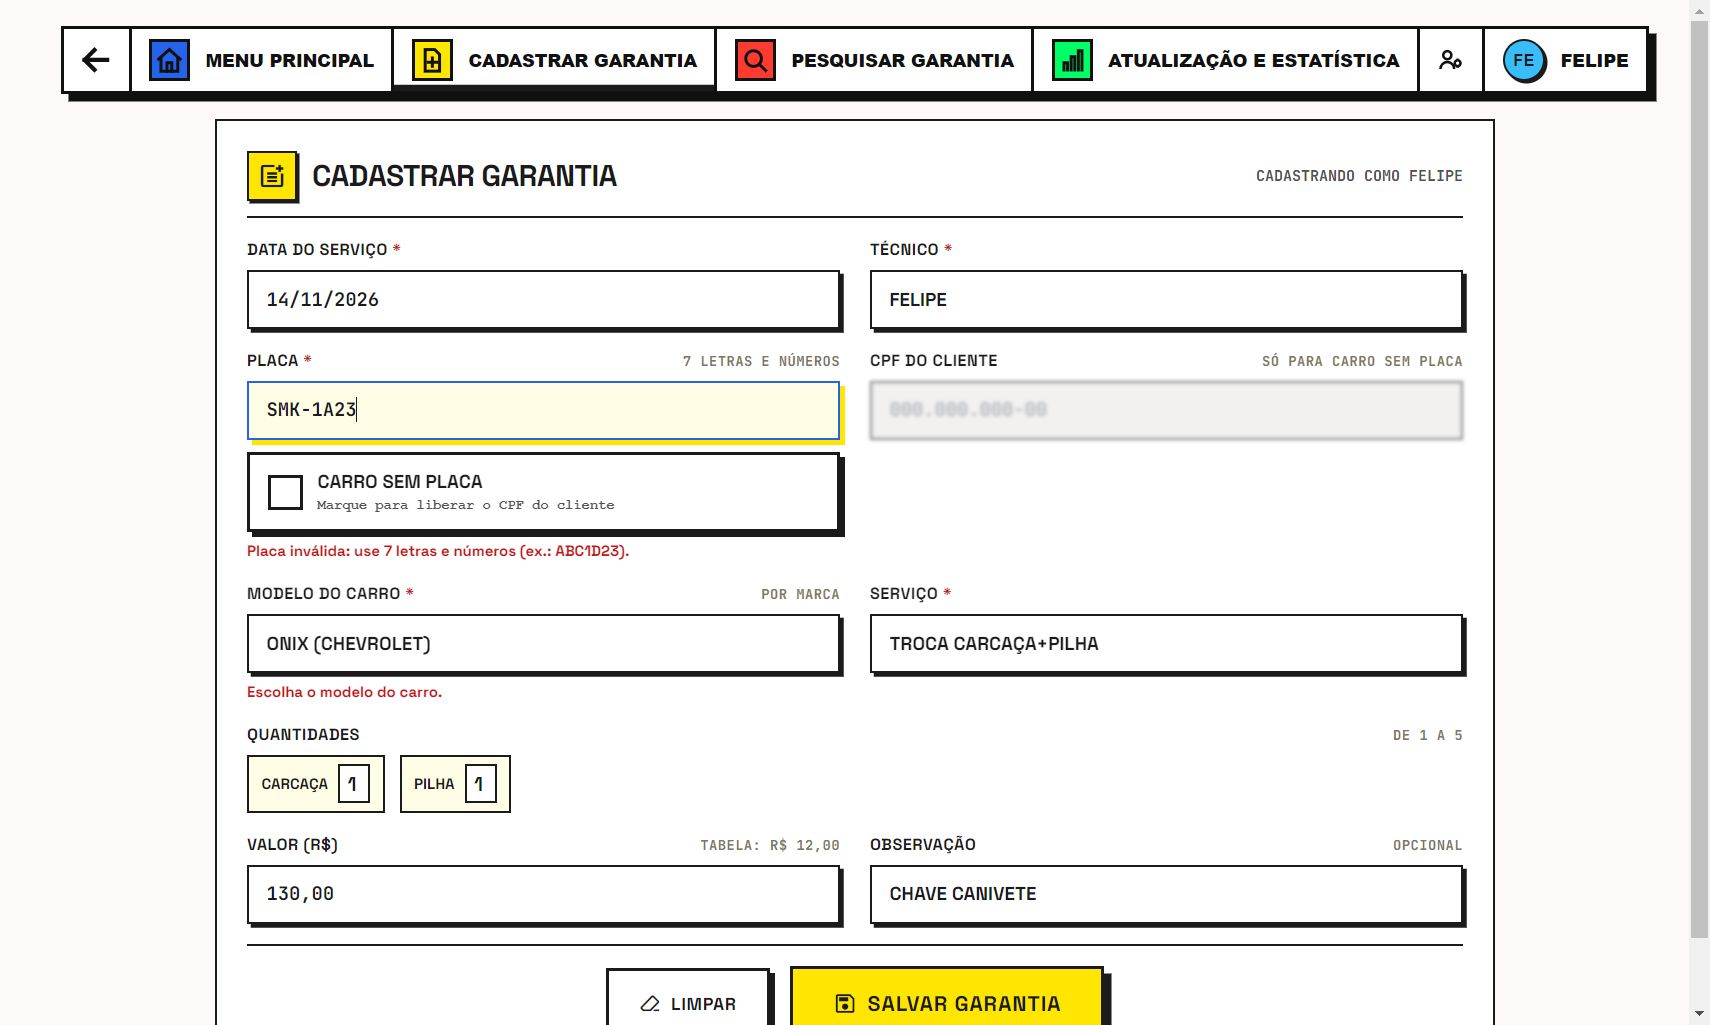 MENU PRINCIPAL
CADASTRAR GARANTIA
PESQUISAR GARANTIA
ATUALIZAÇÃO E ESTATÍSTICA
FE
FELIPE
CADASTRAR GARANTIA
CADASTRANDO COMO FELIPE
DATA DO SERVIÇO *
TÉCNICO *
14/11/2026
FELIPE
PLACA *
7 LETRAS E NÚMEROS
CPF DO CLIENTE
SÓ PARA CARRO SEM PLACA
SMK-1A23
000.000.000-00
CARRO SEM PLACA
Marque para liberar o CPF do cliente
Placa inválida: use 7 letras e números (ex.: ABC1D23).
MODELO DO CARRO *
POR MARCA
SERVIÇO *
ONIX (CHEVROLET)
TROCA CARCAÇA+PILHA
Escolha o modelo do carro.
QUANTIDADES
DE 1 A 5
CARCAÇA 1
PILHA 1
VALOR (R$)
TABELA: R$ 12,00
OBSERVAÇÃO
OPCIONAL
130,00
CHAVE CANIVETE
LIMPAR
SALVAR GARANTIA